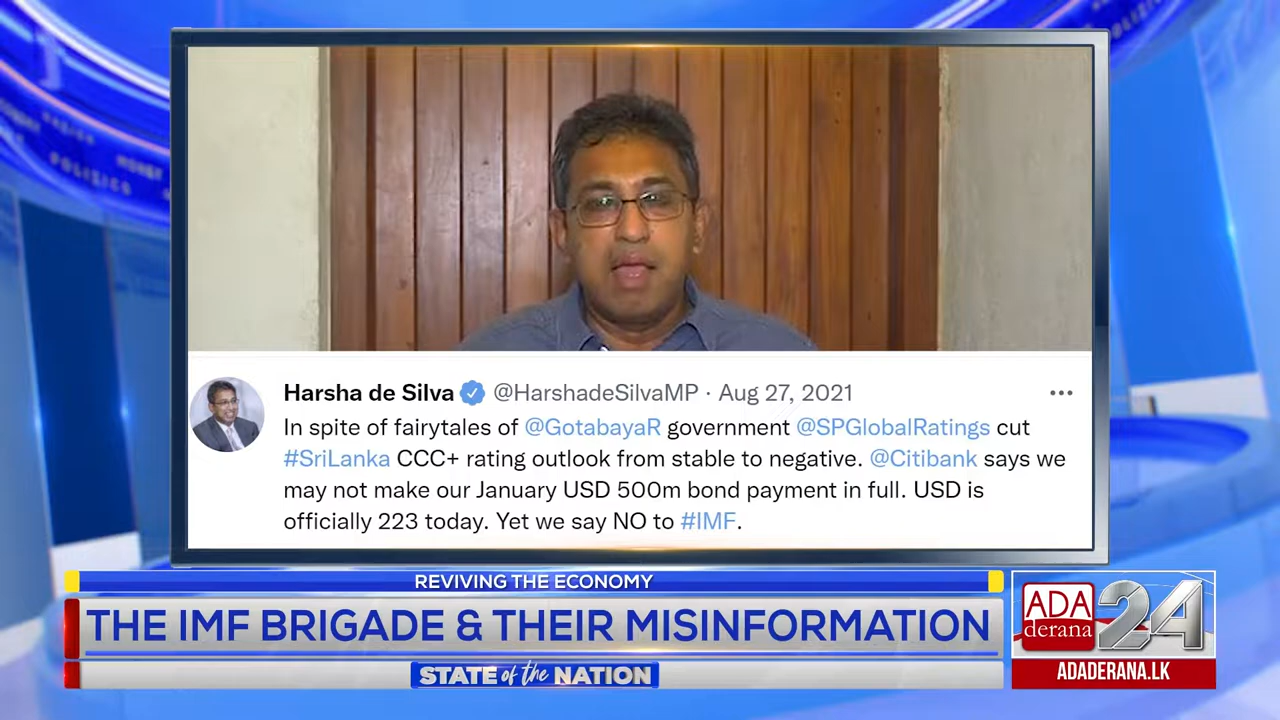 POLITICS
MONEY
POLITICS
Harsha de Silva @HarshadeSilvaMP · Aug 27, 2021
In spite of fairytales of @GotabayaR government @SPGlobalRatings cut
#SriLanka CCC+ rating outlook from stable to negative. @Citibank says we
may not make our January USD 500m bond payment in full. USD is
officially 223 today. Yet we say NO to #IMF.
REVIVING THE ECONOMY
THE IMF BRIGADE & THEIR MISINFORMATION
STATE of the NATION
ADA
derana
24
ADADERANA.LK